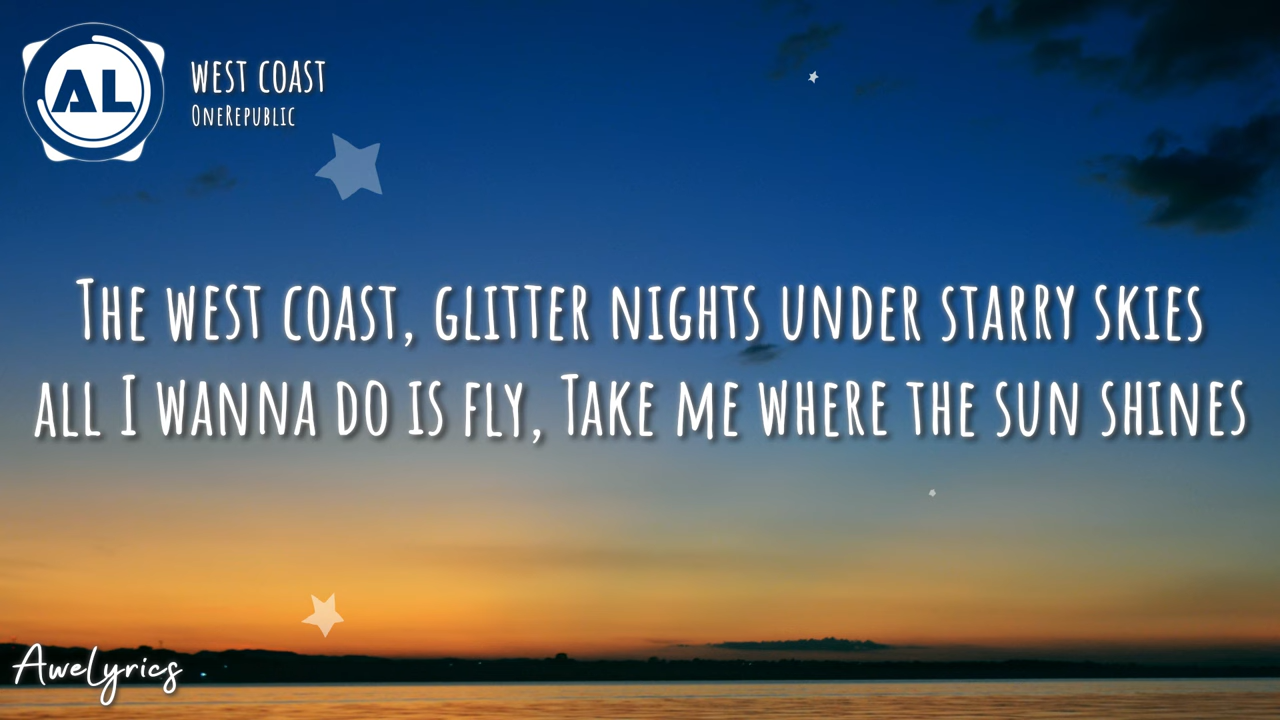 AL
WEST COAST
ONEREPUBLIC
THE WEST COAST, GLITTER NIGHTS UNDER STARRY SKIES
ALL I WANNA DO IS FLY, TAKE ME WHERE THE SUN SHINES
AweLyrics